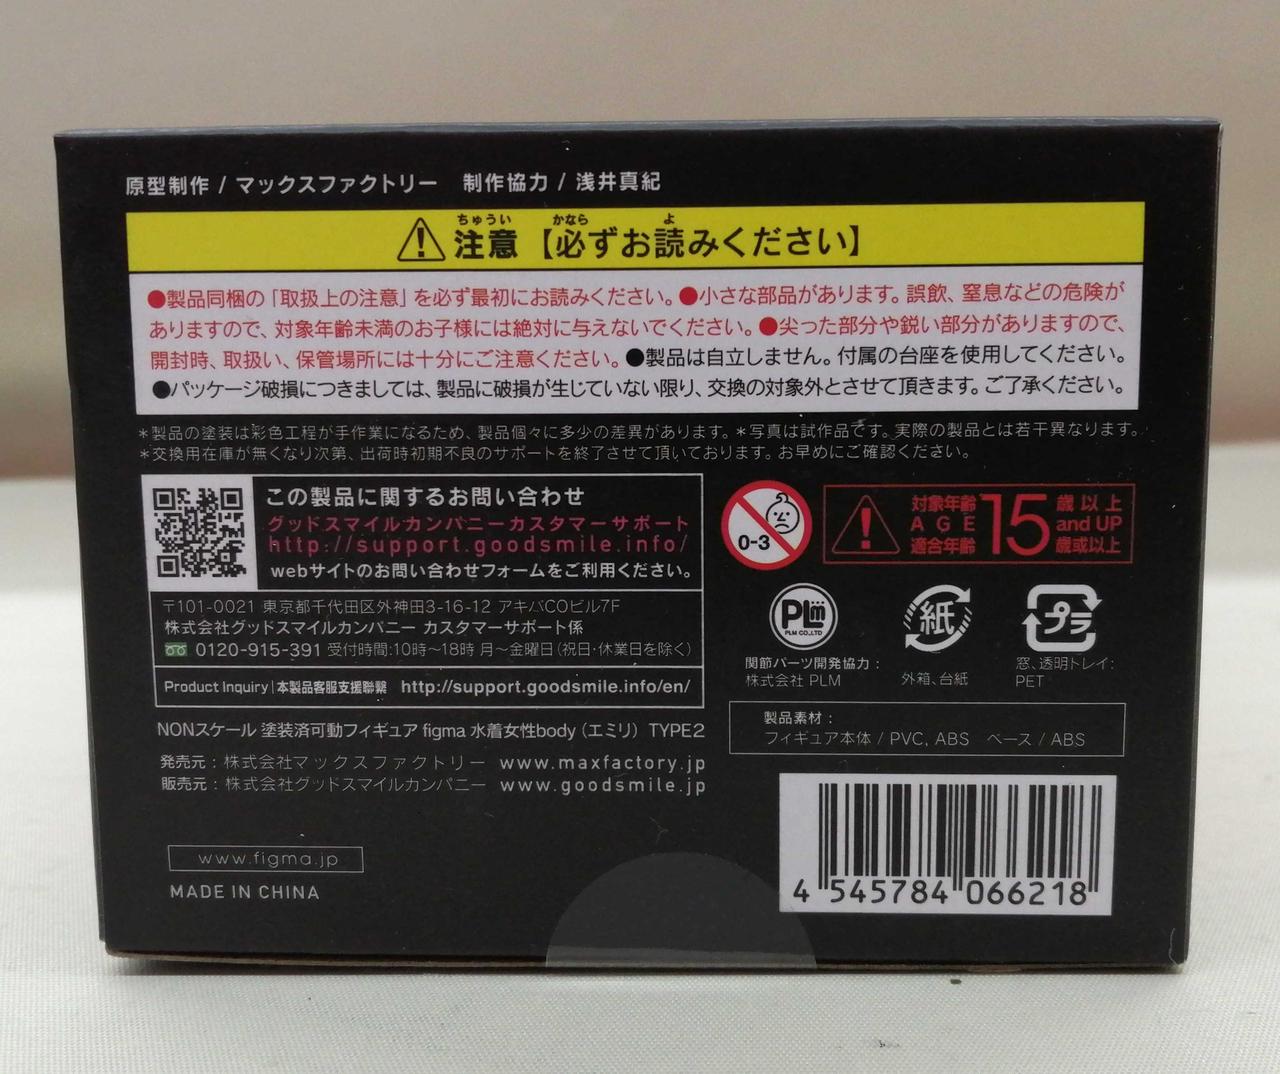 原型制作 / マックスファクトリー 制作協力 / 浅井真紀
ちゅうい かなら よ
注意【必ずお読みください】
●製品同梱の「取扱上の注意」を必ず最初にお読みください。●小さな部品があります。誤飲、窒息などの危険が
ありますので、対象年齢未満のお子様には絶対に与えないでください。●尖った部分や鋭い部分がありますので、
開封時、取扱い、保管場所には十分にご注意ください。●製品は自立しません。付属の台座を使用してください。
●パッケージ破損につきましては、製品に破損が生じていない限り、交換の対象外とさせて頂きます。ご了承ください。
＊製品の塗装は彩色工程が手作業になるため、製品個々に多少の差異があります。＊写真は試作品です。実際の製品とは若干異なります。
＊交換用在庫が無くなり次第、出荷時初期不良のサポートを終了させて頂いております。お早めにご確認ください。
この製品に関するお問い合わせ
グッドスマイルカンパニーカスタマーサポート
http://support.goodsmile.info/
webサイトのお問い合わせフォームをご利用ください。
〒101-0021 東京都千代田区外神田3-16-12 アキバCOビル7F
株式会社グッドスマイルカンパニー カスタマーサポート係
0120-915-391 受付時間:10時〜18時 月〜金曜日(祝日・休業日を除く)
Product Inquiry | 本製品客服支援聯繫 http://support.goodsmile.info/en/
0-3
対象年齢 15 歳以上
AGE and UP
適合年齢 歳或以上
PLM
PLM CO.,LTD
紙
プラ
関節パーツ開発協力：
株式会社 PLM
外箱、台紙
窓、透明トレイ：
PET
製品素材：
フィギュア本体 / PVC, ABS ベース / ABS
NONスケール 塗装済可動フィギュア figma 水着女性body（エミリ） TYPE2
発売元：株式会社マックスファクトリー www.maxfactory.jp
販売元：株式会社グッドスマイルカンパニー www.goodsmile.jp
www.figma.jp
MADE IN CHINA
4 545784 066218